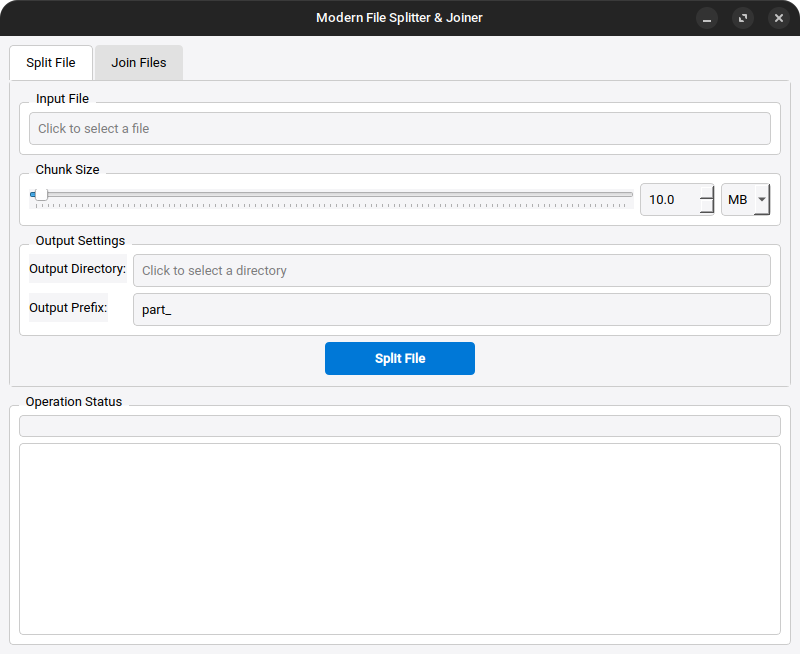 Modern File Splitter & Joiner
Split File Join Files
Input File
Click to select a file
Chunk Size
10.0 MB
Output Settings
Output Directory: Click to select a directory
Output Prefix: part_
Split File
Operation Status